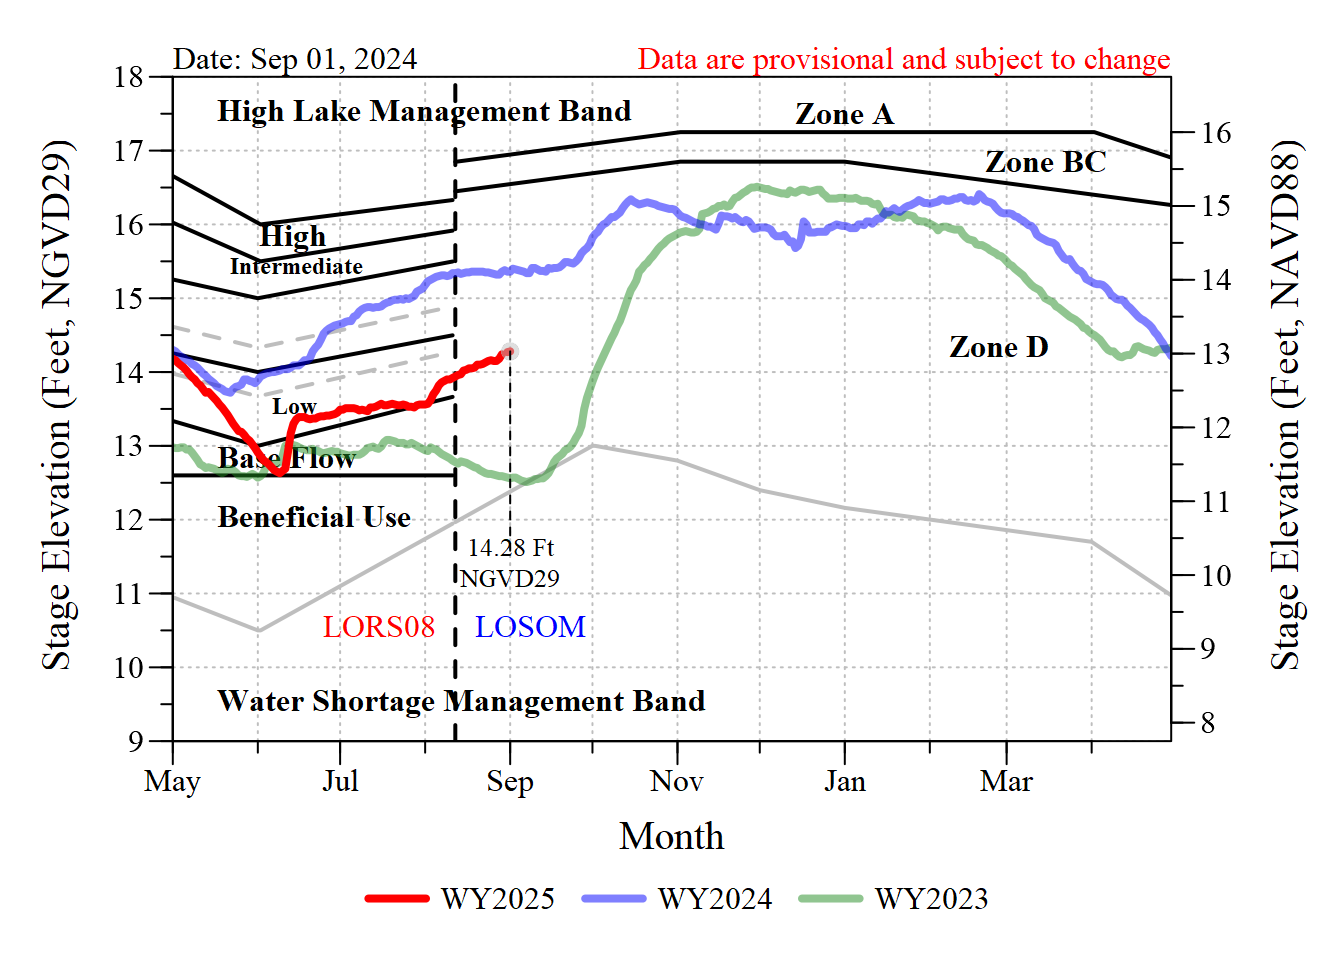 Date: Sep 01, 2024
Data are provisional and subject to change
Stage Elevation (Feet, NGVD29)
18
17
16
15
14
13
12
11
10
9
High Lake Management Band
Zone A
Zone BC
High
Intermediate
Low
Base Flow
Beneficial Use
Zone D
14.28 Ft
NGVD29
LORS08
LOSOM
Water Shortage Management Band
16
15
14
13
12
11
10
9
8
Stage Elevation (Feet, NAVD88)
May
Jul
Sep
Nov
Jan
Mar
Month
WY2025
WY2024
WY2023